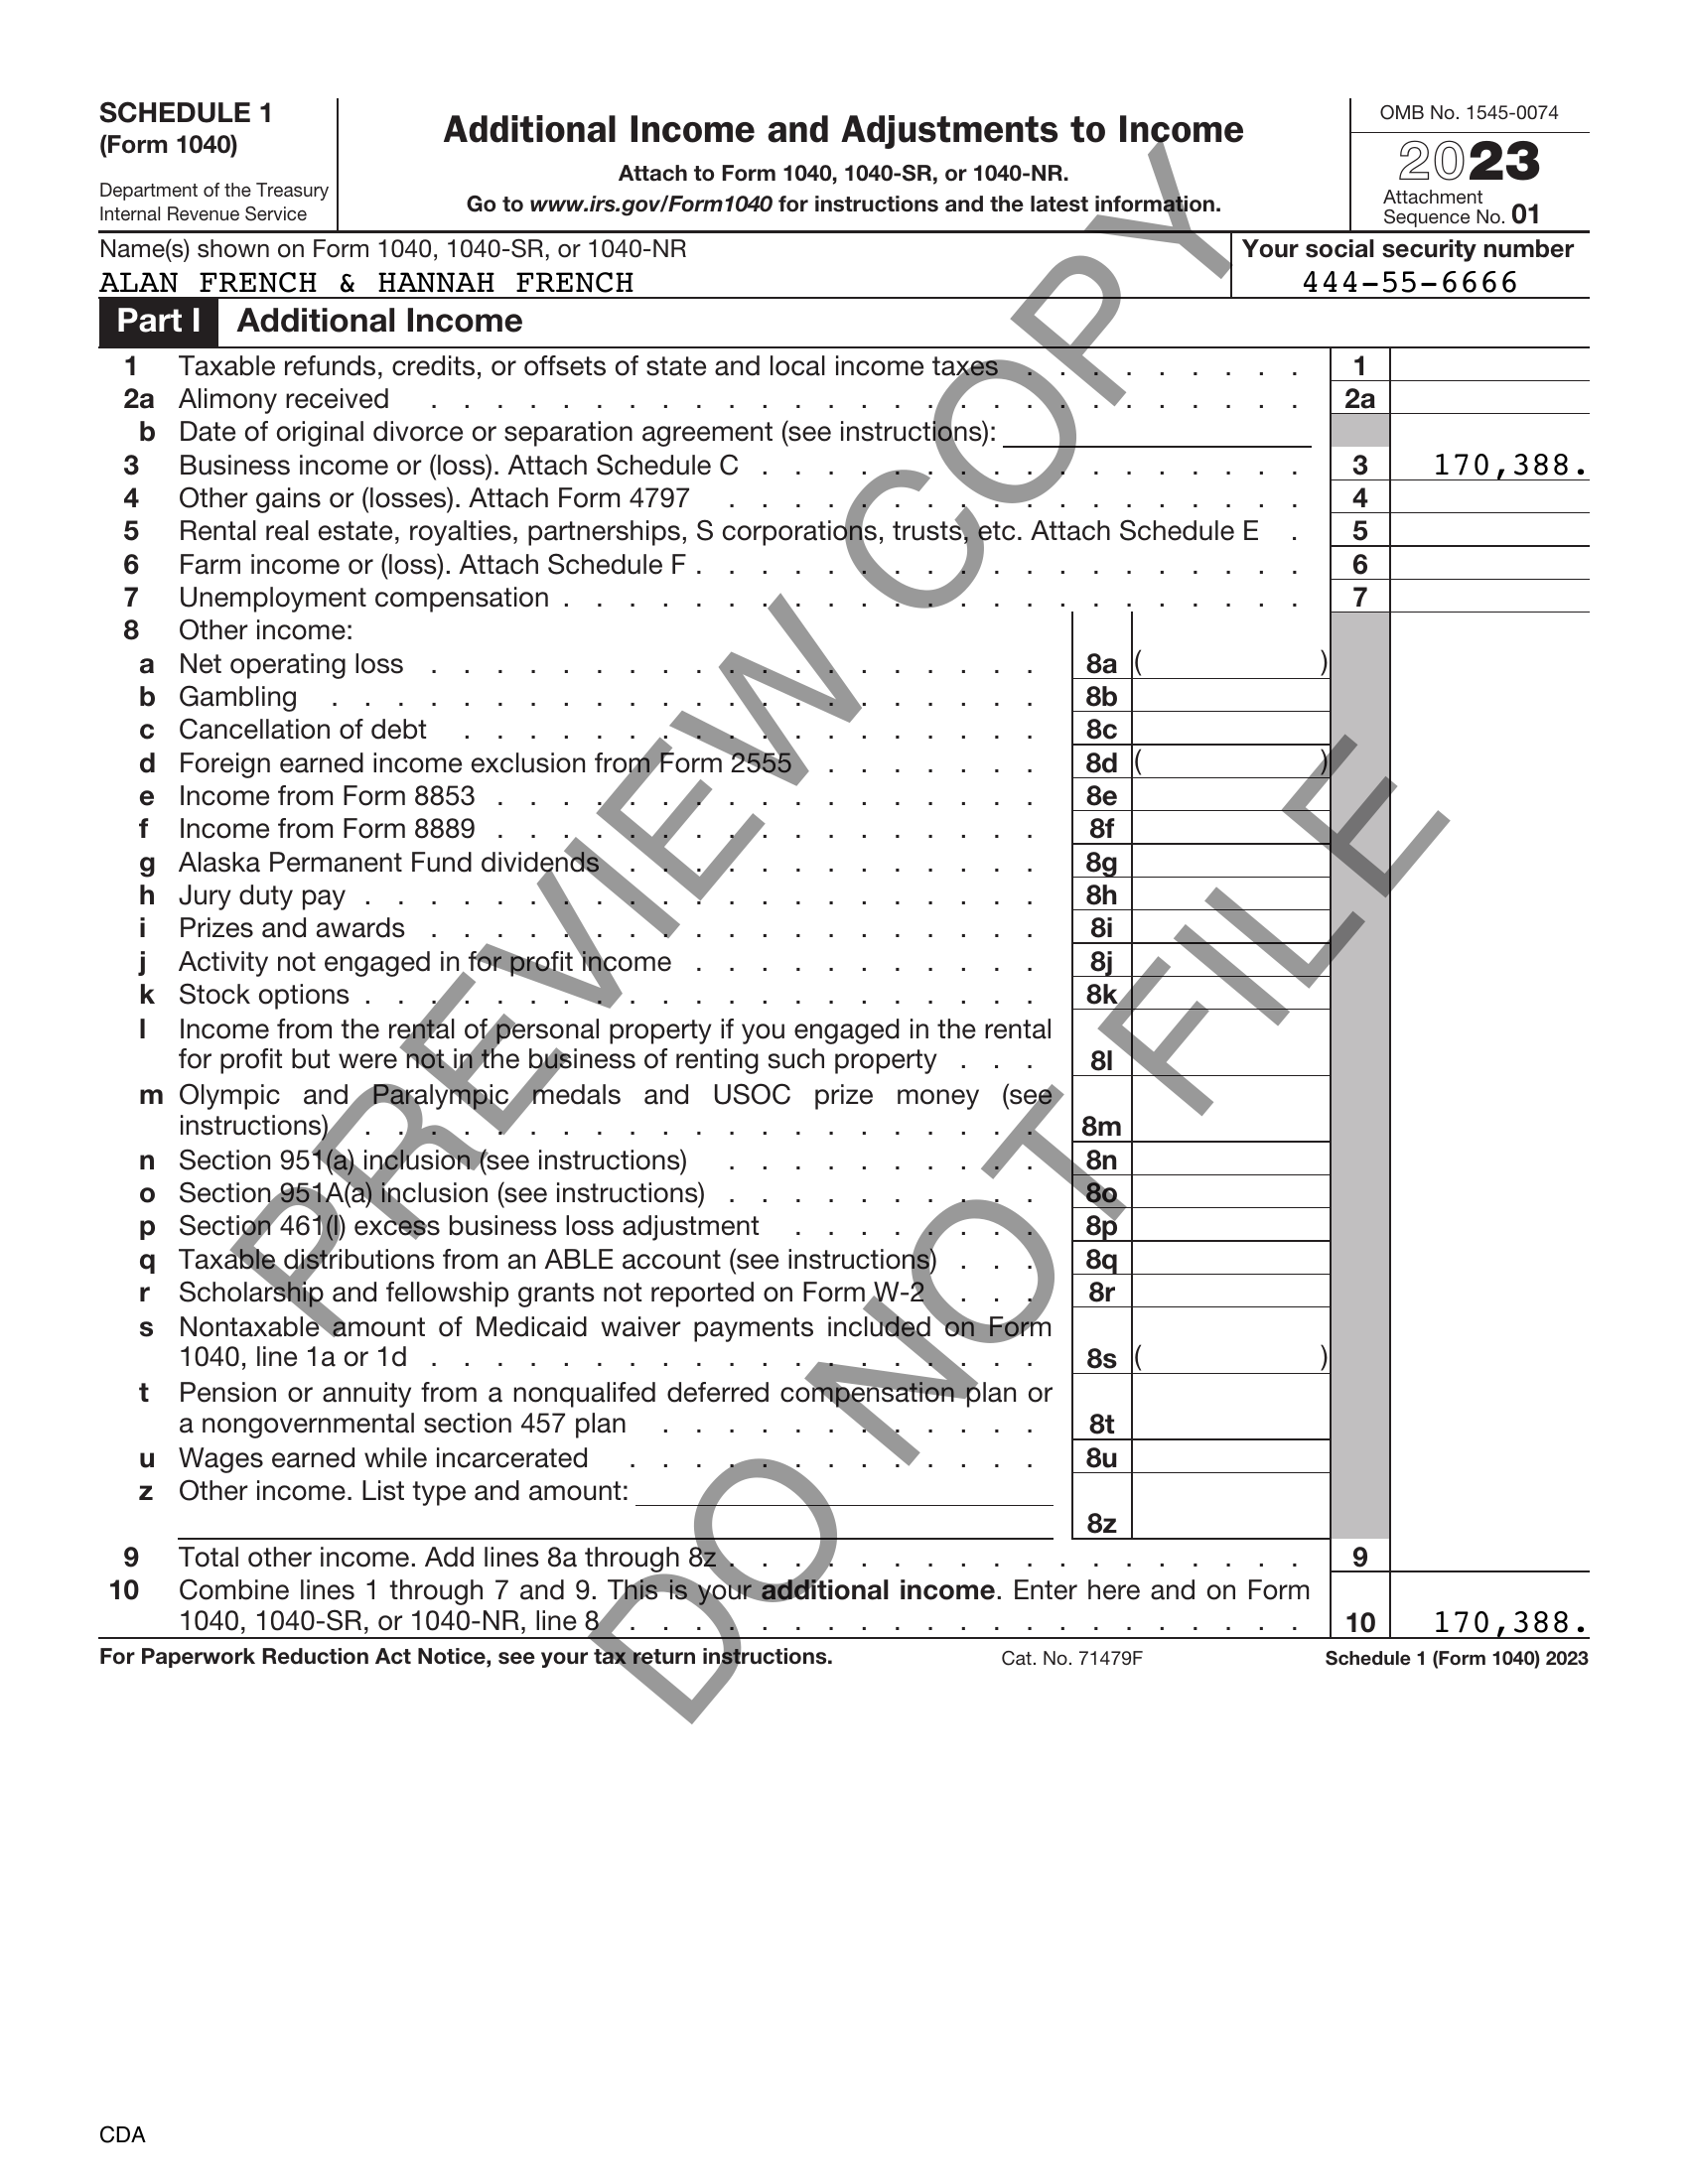 SCHEDULE 1
(Form 1040)
Department of the Treasury
Internal Revenue Service
Additional Income and Adjustments to Income
Attach to Form 1040, 1040-SR, or 1040-NR.
Go to www.irs.gov/Form1040 for instructions and the latest information.
OMB No. 1545-0074
2023
Attachment
Sequence No. 01
Name(s) shown on Form 1040, 1040-SR, or 1040-NR
ALAN FRENCH & HANNAH FRENCH
Your social security number
444-55-6666
Part I Additional Income
1 Taxable refunds, credits, or offsets of state and local income taxes . . . . . . . . . 1
2a Alimony received . . . . . . . . . . . . . . . . . . . . . . . . . . . 2a
b Date of original divorce or separation agreement (see instructions):
3 Business income or (loss). Attach Schedule C . . . . . . . . . . . . . . . . . 3 170,388.
4 Other gains or (losses). Attach Form 4797 . . . . . . . . . . . . . . . . . . 4
5 Rental real estate, royalties, partnerships, S corporations, trusts, etc. Attach Schedule E . 5
6 Farm income or (loss). Attach Schedule F . . . . . . . . . . . . . . . . . . . 6
7 Unemployment compensation . . . . . . . . . . . . . . . . . . . . . . . 7
8 Other income:
a Net operating loss . . . . . . . . . . . . . . . . . . . 8a ( )
b Gambling . . . . . . . . . . . . . . . . . . . . . . 8b
c Cancellation of debt . . . . . . . . . . . . . . . . . . 8c
d Foreign earned income exclusion from Form 2555 . . . . . . . 8d ( )
e Income from Form 8853 . . . . . . . . . . . . . . . . . 8e
f Income from Form 8889 . . . . . . . . . . . . . . . . . 8f
g Alaska Permanent Fund dividends . . . . . . . . . . . . . 8g
h Jury duty pay . . . . . . . . . . . . . . . . . . . . . 8h
i Prizes and awards . . . . . . . . . . . . . . . . . . . 8i
j Activity not engaged in for profit income . . . . . . . . . . . 8j
k Stock options . . . . . . . . . . . . . . . . . . . . . 8k
l Income from the rental of personal property if you engaged in the rental
for profit but were not in the business of renting such property . . . 8l
m Olympic and Paralympic medals and USOC prize money (see
instructions) . . . . . . . . . . . . . . . . . . . . . 8m
n Section 951(a) inclusion (see instructions) . . . . . . . . . . 8n
o Section 951A(a) inclusion (see instructions) . . . . . . . . . . 8o
p Section 461(l) excess business loss adjustment . . . . . . . . 8p
q Taxable distributions from an ABLE account (see instructions) . . . 8q
r Scholarship and fellowship grants not reported on Form W-2 . . . 8r
s Nontaxable amount of Medicaid waiver payments included on Form
1040, line 1a or 1d . . . . . . . . . . . . . . . . . . . 8s ( )
t Pension or annuity from a nonqualifed deferred compensation plan or
a nongovernmental section 457 plan . . . . . . . . . . . . 8t
u Wages earned while incarcerated . . . . . . . . . . . . . 8u
z Other income. List type and amount:
8z
9 Total other income. Add lines 8a through 8z . . . . . . . . . . . . . . . . . . 9
10 Combine lines 1 through 7 and 9. This is your additional income. Enter here and on Form
1040, 1040-SR, or 1040-NR, line 8 . . . . . . . . . . . . . . . . . . . . . 10 170,388.
For Paperwork Reduction Act Notice, see your tax return instructions. Cat. No. 71479F Schedule 1 (Form 1040) 2023
PREVIEW COPY
DO NOT FILE
CDA